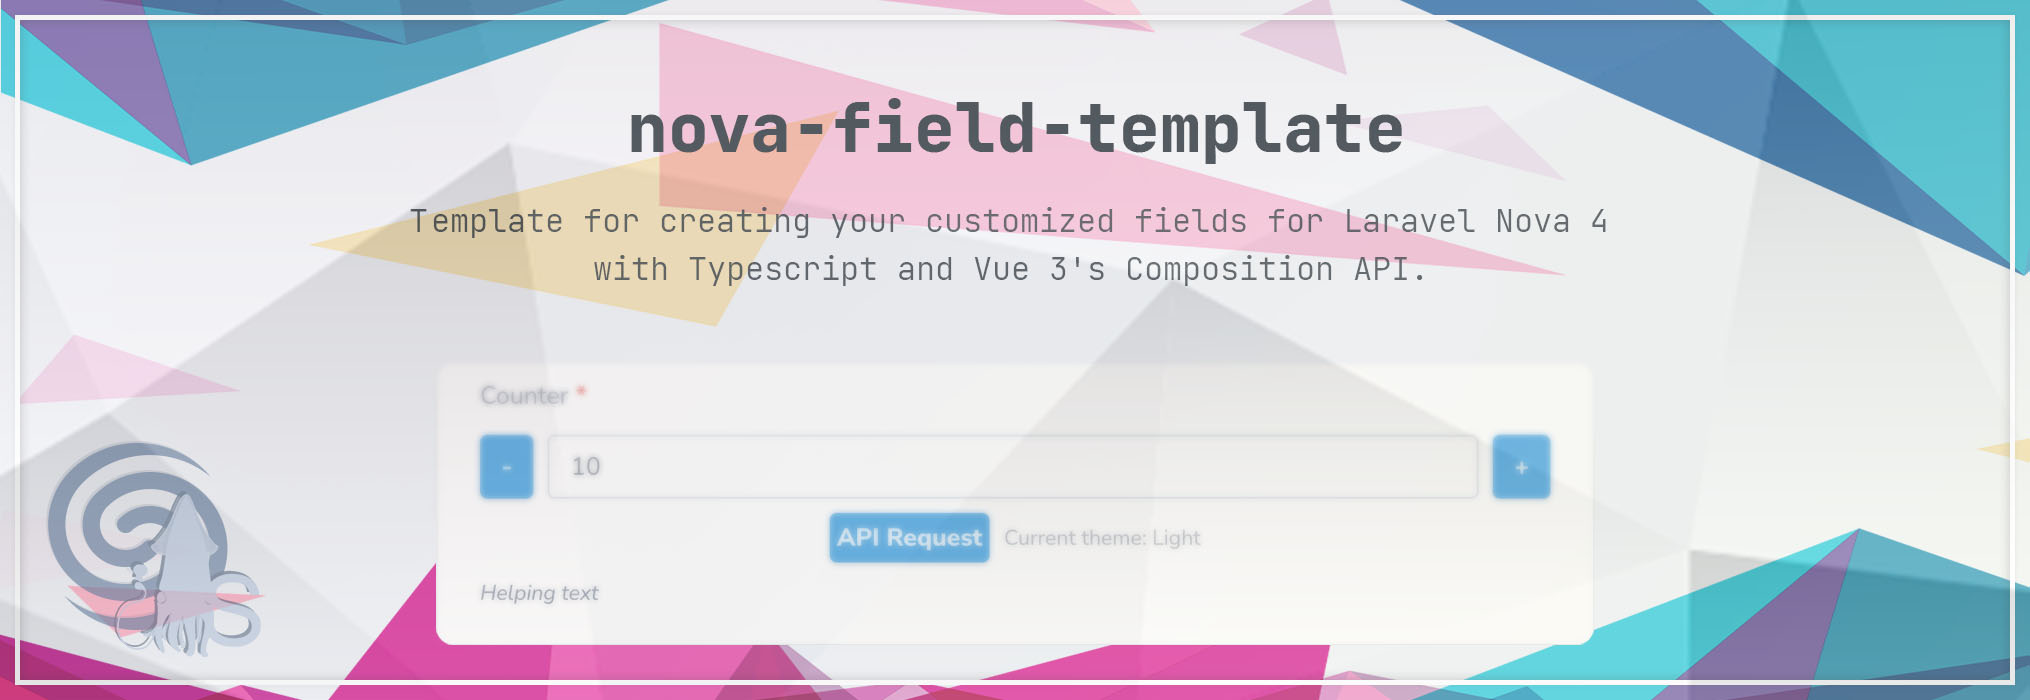 nova-field-template
Template for creating your customized fields for Laravel Nova 4
with Typescript and Vue 3's Composition API.
Counter *
- 10 +
API Request Current theme: Light
Helping text